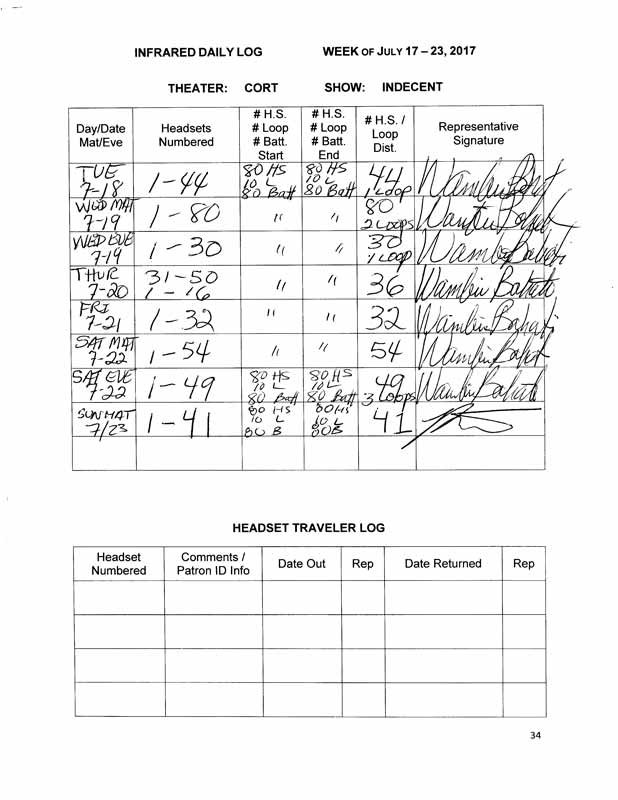 INFRARED DAILY LOG WEEK OF JULY 17 – 23, 2017
THEATER: CORT SHOW: INDECENT
Day/Date Mat/Eve Headsets Numbered # H.S. # Loop # Batt. Start # H.S. # Loop # Batt. End # H.S. / Loop Dist. Representative Signature
TUE 7-18 1-44 80 HS 10 L 80 Batt 80 HS 10 L 80 Batt 44 1 Loop
WED MAT 7-19 1-80 " " 80 2 Loops
WED EVE 7-19 1-30 " " 30 1 Loop
THUR 7-20 31-50 1-16 " " 36
FRI 7-21 1-32 " " 32
SAT MAT 7-22 1-54 " " 54
SAT EVE 7-22 1-49 80 HS 10 L 80 Batt 80 HS 10 L 80 Batt 49 3 Loops
SUN MAT 7/23 1-41 80 HS 10 L 80 B 80 HS 10 L 80 B 41
HEADSET TRAVELER LOG
Headset Numbered Comments / Patron ID Info Date Out Rep Date Returned Rep
34